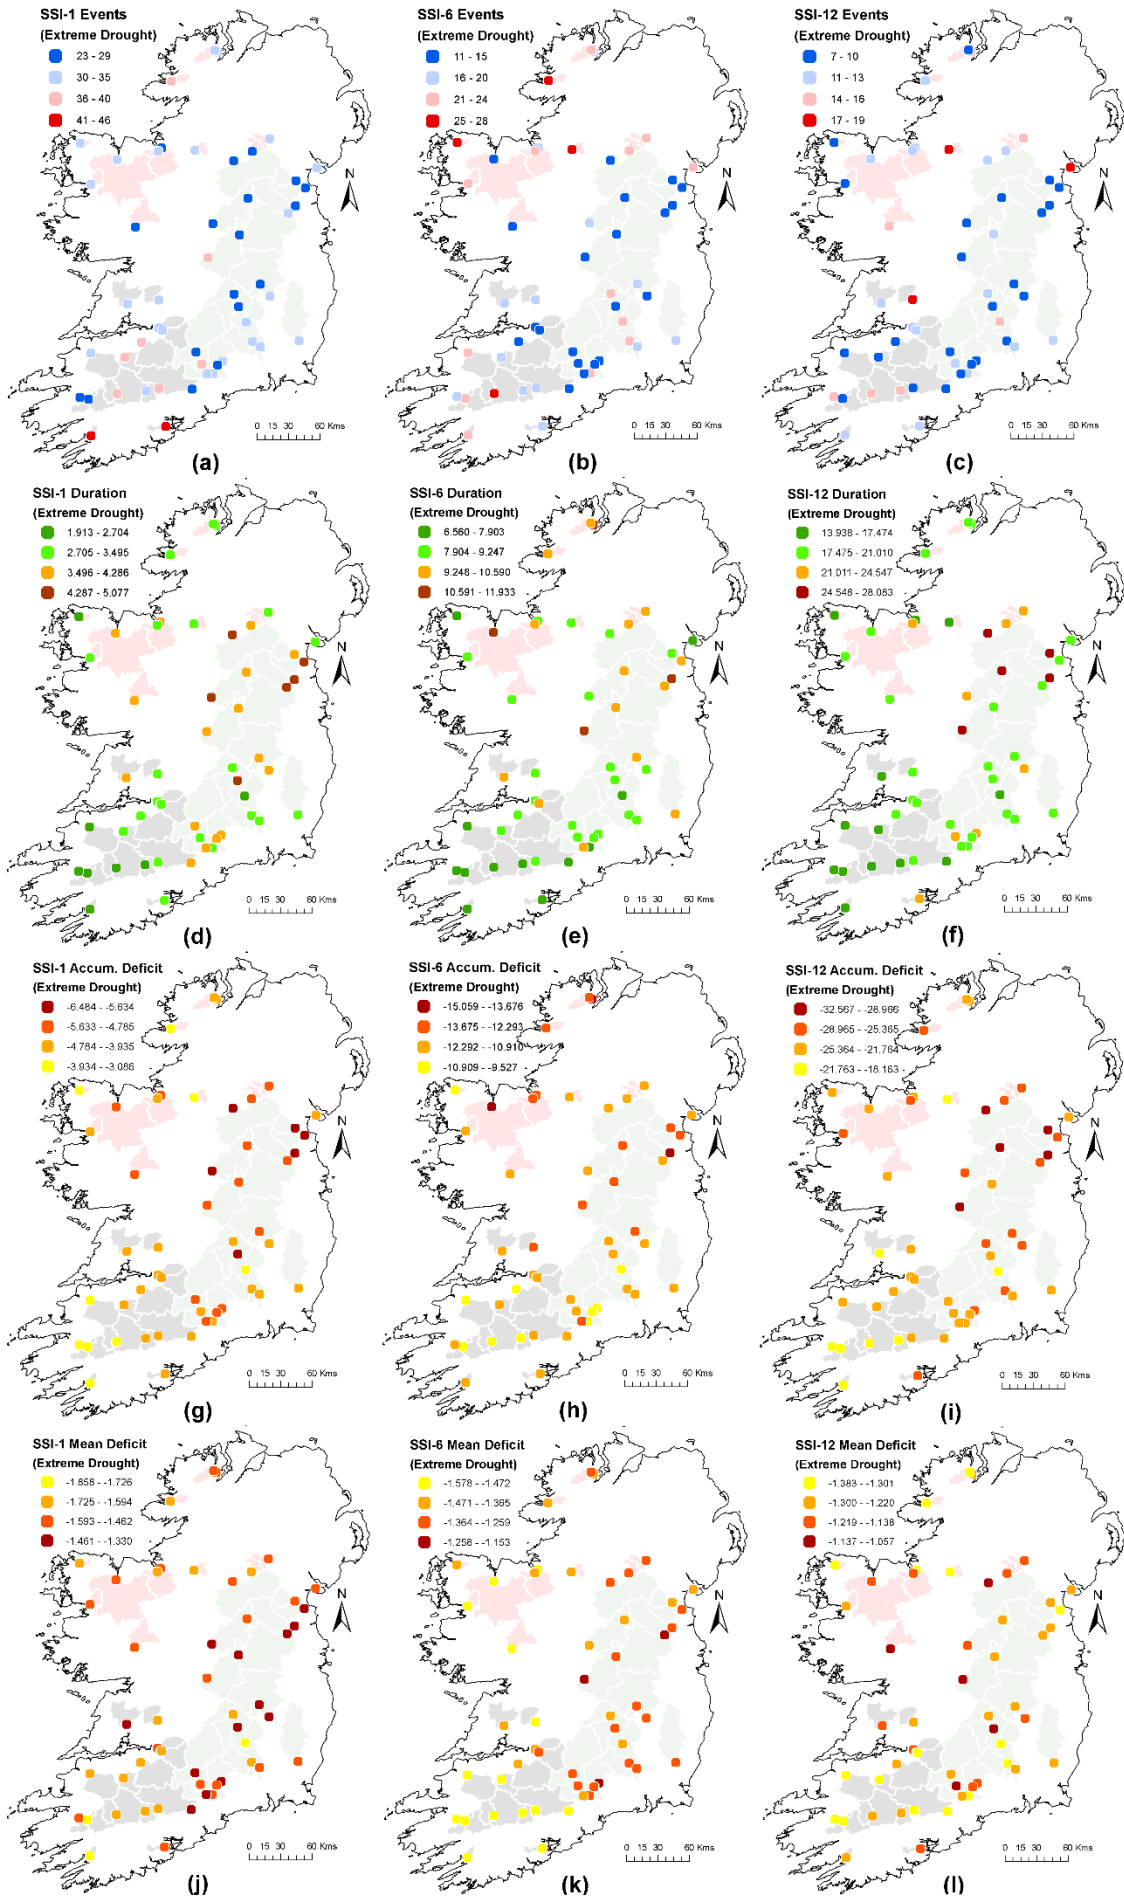 SSI-1 Events
(Extreme Drought)
23 - 29
30 - 35
36 - 40
41 - 46
N
0 15 30 60 Kms
(a)
SSI-6 Events
(Extreme Drought)
11 - 15
16 - 20
21 - 24
25 - 28
N
0 15 30 60 Kms
(b)
SSI-12 Events
(Extreme Drought)
7 - 10
11 - 13
14 - 16
17 - 19
N
0 15 30 60 Kms
(c)
SSI-1 Duration
(Extreme Drought)
1.913 - 2.704
2.705 - 3.495
3.496 - 4.286
4.287 - 5.077
N
0 15 30 60 Kms
(d)
SSI-6 Duration
(Extreme Drought)
6.560 - 7.903
7.904 - 9.247
9.248 - 10.590
10.591 - 11.933
N
0 15 30 60 Kms
(e)
SSI-12 Duration
(Extreme Drought)
13.938 - 17.474
17.475 - 21.010
21.011 - 24.547
24.548 - 28.083
N
0 15 30 60 Kms
(f)
SSI-1 Accum. Deficit
(Extreme Drought)
-6.484 - -5.634
-5.633 - -4.785
-4.784 - -3.935
-3.934 - -3.086
N
0 15 30 60 Kms
(g)
SSI-6 Accum. Deficit
(Extreme Drought)
-15.059 - -13.676
-13.675 - -12.293
-12.292 - -10.910
-10.909 - -9.527
N
0 15 30 60 Kms
(h)
SSI-12 Accum. Deficit
(Extreme Drought)
-32.567 - -28.966
-28.965 - -25.365
-25.364 - -21.764
-21.763 - -18.163
N
0 15 30 60 Kms
(i)
SSI-1 Mean Deficit
(Extreme Drought)
-1.858 - -1.726
-1.725 - -1.594
-1.593 - -1.462
-1.461 - -1.330
N
0 15 30 60 Kms
(j)
SSI-6 Mean Deficit
(Extreme Drought)
-1.578 - -1.472
-1.471 - -1.365
-1.364 - -1.259
-1.258 - -1.153
N
0 15 30 60 Kms
(k)
SSI-12 Mean Deficit
(Extreme Drought)
-1.383 - -1.301
-1.300 - -1.220
-1.219 - -1.138
-1.137 - -1.057
N
0 15 30 60 Kms
(l)